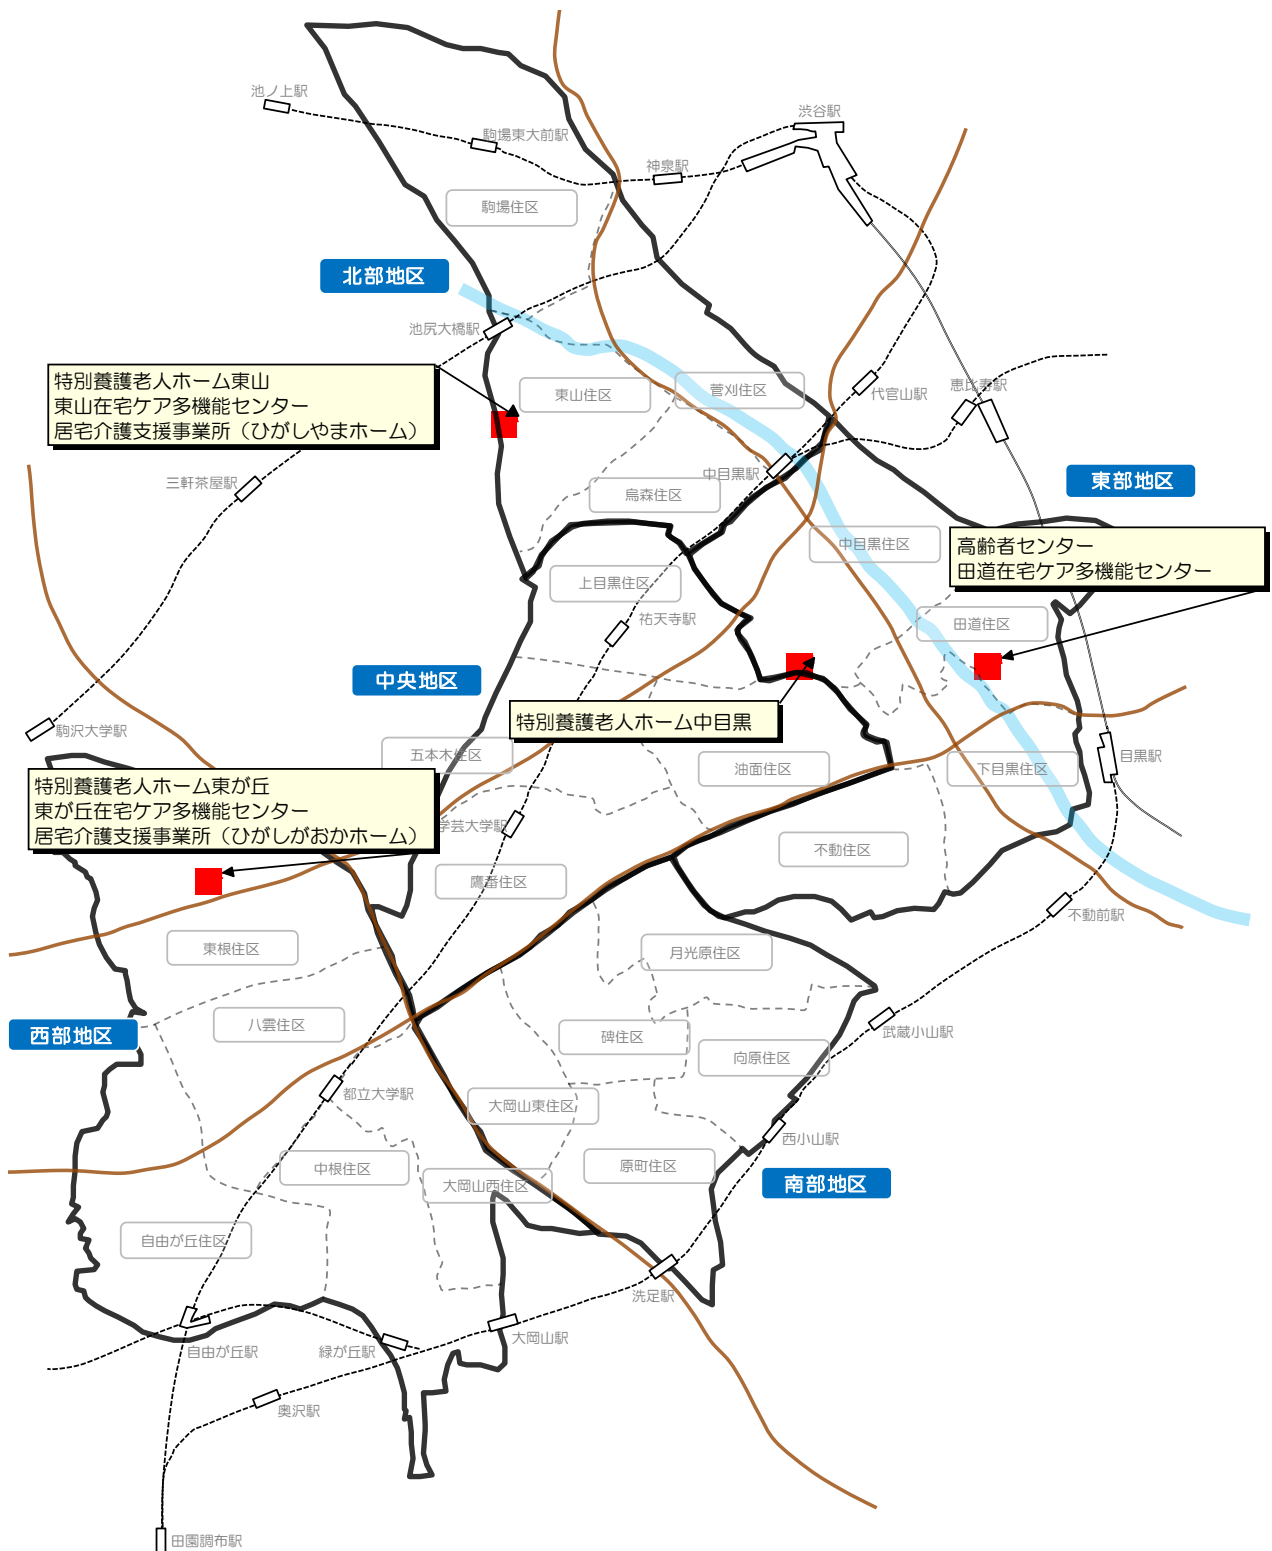 池ノ上駅
渋谷駅
駒場東大前駅
神泉駅
駒場住区
北部地区
池尻大橋駅
特別養護老人ホーム東山
東山在宅ケア多機能センター
居宅介護支援事業所（ひがしやまホーム）
東山住区
菅刈住区
代官山駅
恵比寿駅
三軒茶屋駅
中目黒駅
東部地区
烏森住区
中目黒住区
高齢者センター
田道在宅ケア多機能センター
上目黒住区
祐天寺駅
田道住区
中央地区
特別養護老人ホーム中目黒
駒沢大学駅
五本木住区
油面住区
下目黒住区
目黒駅
特別養護老人ホーム東が丘
東が丘在宅ケア多機能センター
居宅介護支援事業所（ひがしがおかホーム）
学芸大学駅
不動住区
鷹番住区
不動前駅
東根住区
月光原住区
八雲住区
西部地区
碑住区
武蔵小山駅
向原住区
都立大学駅
大岡山東住区
西小山駅
中根住区
原町住区
大岡山西住区
南部地区
自由が丘住区
洗足駅
大岡山駅
自由が丘駅
緑が丘駅
奥沢駅
田園調布駅